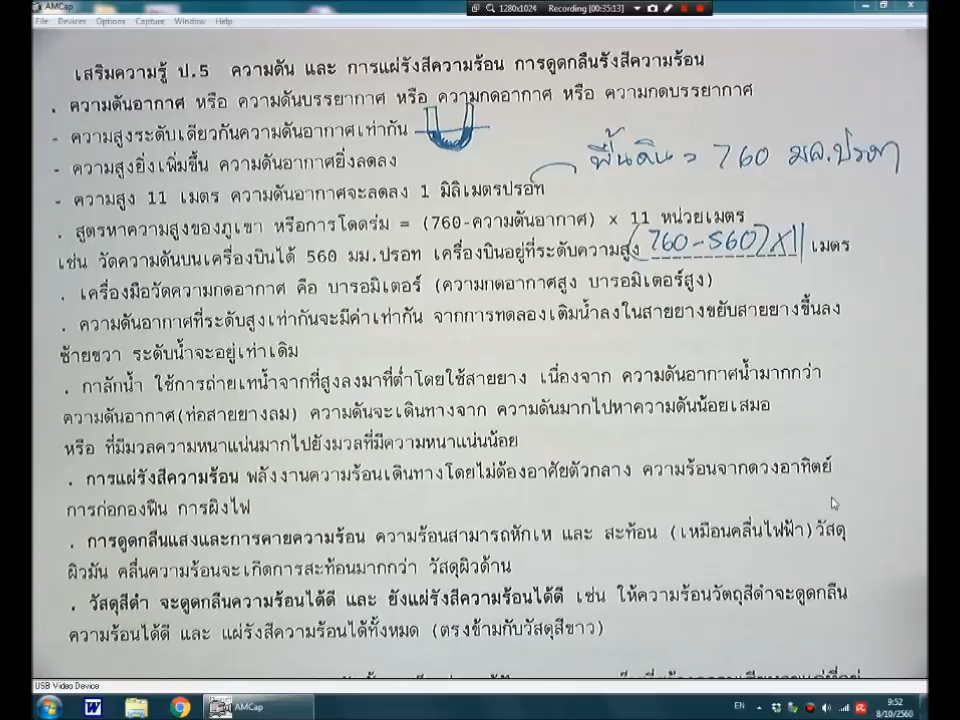 AMCap
1280x1024 Recording [00:35:13]
File Devices Options Capture Window Help
เสริมความรู้ ป.5 ความดัน และ การแผ่รังสีความร้อน การดูดกลืนรังสีความร้อน
. ความดันอากาศ หรือ ความดันบรรยากาศ หรือ ความกดอากาศ หรือ ความกดบรรยากาศ
- ความสูงระดับเดียวกันความดันอากาศเท่ากัน
พื้นดิน = 760 มล.ปรอท
- ความสูงยิ่งเพิ่มขึ้น ความดันอากาศยิ่งลดลง
- ความสูง 11 เมตร ความดันอากาศจะลดลง 1 มิลิเมตรปรอท
. สูตรหาความสูงของภูเขา หรือการโดดร่ม = (760-ความดันอากาศ) x 11 หน่วยเมตร
เช่น วัดความดันบนเครื่องบินได้ 560 มม.ปรอท เครื่องบินอยู่ที่ระดับความสูง (760-560)x11 เมตร
. เครื่องมือวัดความกดอากาศ คือ บารอมิเตอร์ (ความกดอากาศสูง บารอมิเตอร์สูง)
. ความดันอากาศที่ระดับสูงเท่ากันจะมีค่าเท่ากัน จากการทดลองเติมน้ำลงในสายยางขยับสายยางขึ้นลง
ซ้ายขวา ระดับน้ำจะอยู่เท่าเดิม
. กาลักน้ำ ใช้การถ่ายเทน้ำจากที่สูงลงมาที่ต่ำโดยใช้สายยาง เนื่องจาก ความดันอากาศน้ำมากกว่า
ความดันอากาศ(ท่อสายยางลม) ความดันจะเดินทางจาก ความดันมากไปหาความดันน้อยเสมอ
หรือ ที่มีมวลความหนาแน่นมากไปยังมวลที่มีความหนาแน่นน้อย
. การแผ่รังสีความร้อน พลังงานความร้อนเดินทางโดยไม่ต้องอาศัยตัวกลาง ความร้อนจากดวงอาทิตย์
การก่อกองฟืน การผิงไฟ
. การดูดกลืนแสงและการคายความร้อน ความร้อนสามารถหักเห และ สะท้อน (เหมือนคลื่นไฟฟ้า)วัสดุ
ผิวมัน คลื่นความร้อนจะเกิดการสะท้อนมากกว่า วัสดุผิวด้าน
. วัสดุสีดำ จะดูดกลืนความร้อนได้ดี และ ยังแผ่รังสีความร้อนได้ดี เช่น ให้ความร้อนวัตถุสีดำจะดูดกลืน
ความร้อนได้ดี และ แผ่รังสีความร้อนได้ทั้งหมด (ตรงข้ามกับวัสดุสีขาว)
USB Video Device
AMCap
EN
9:52
8/10/2560